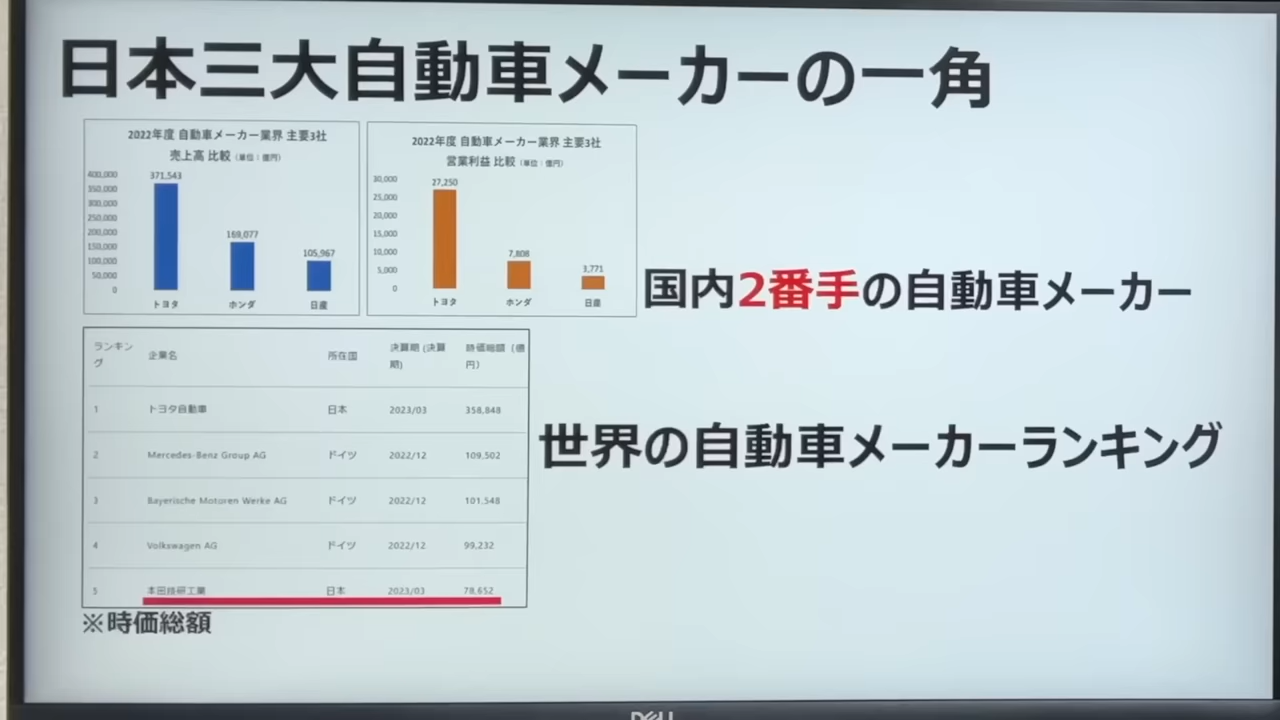 日本三大自動車メーカーの一角
2022年度 自動車メーカー業界 主要3社
売上高 比較（単位：億円）
400,000
350,000
300,000
250,000
200,000
150,000
100,000
50,000
0
371,543
169,077
105,967
トヨタ ホンダ 日産
2022年度 自動車メーカー業界 主要3社
営業利益 比較（単位：億円）
30,000
25,000
20,000
15,000
10,000
5,000
0
27,250
7,808
3,771
トヨタ ホンダ 日産
国内2番手の自動車メーカー
ランキン 企業名 所在国 決算期 (決算 時価総額（億
グ 期) 円）
1 トヨタ自動車 日本 2023/03 358,848
2 Mercedes-Benz Group AG ドイツ 2022/12 109,502
3 Bayerische Motoren Werke AG ドイツ 2022/12 101,548
4 Volkswagen AG ドイツ 2022/12 99,232
5 本田技研工業 日本 2023/03 78,652
世界の自動車メーカーランキング
※時価総額
DELL